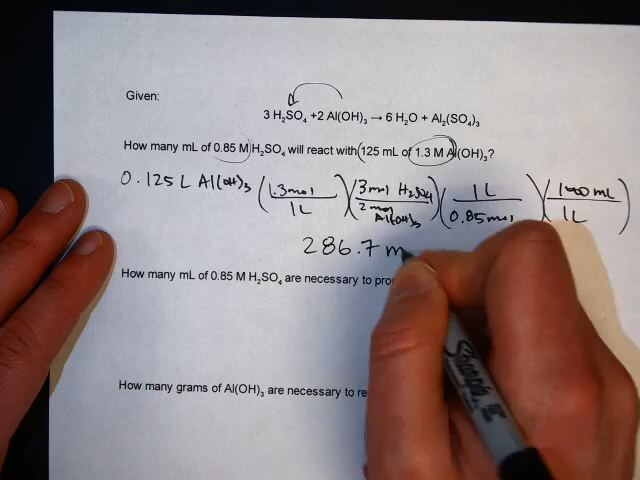 Given:
3 H₂SO₄ +2 Al(OH)₃ → 6 H₂O + Al₂(SO₄)₃
How many mL of 0.85 M H₂SO₄ will react with 125 mL of 1.3 M Al(OH)₃?
0.125 L Al(OH)₃ (1.3 mol / 1L)(3 mol H₂SO₄ / 2 mol Al(OH)₃)(1L / 0.85 mol)(1000 mL / 1L)
286.7 m
How many mL of 0.85 M H₂SO₄ are necessary to
How many grams of Al(OH)₃ are necessary to
Sharpie